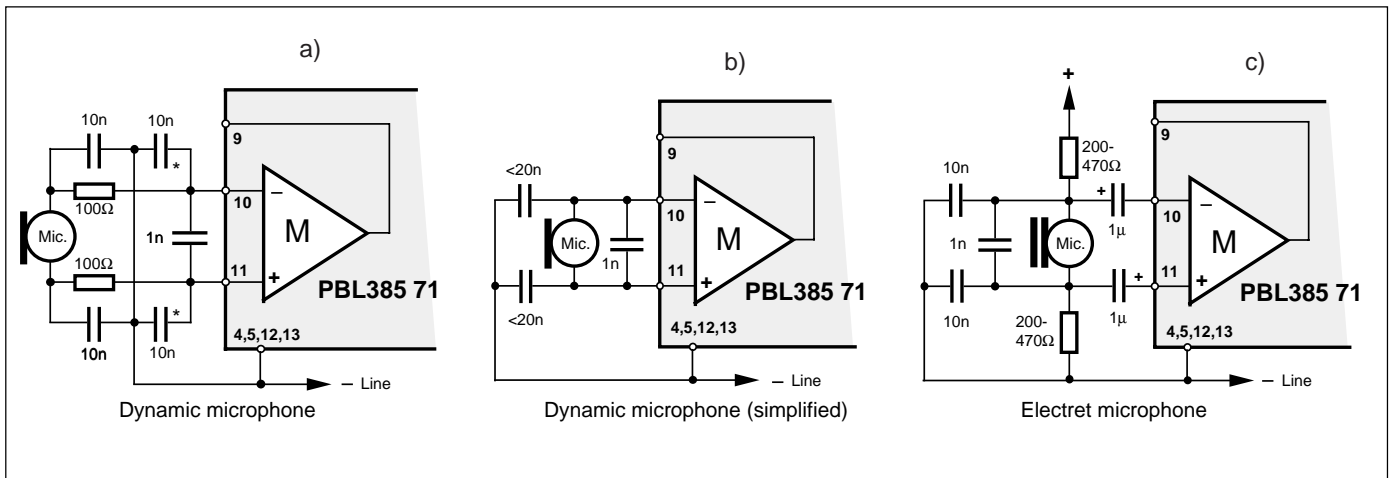 a)
10n
10n
*
9
10
100Ω
Mic.
–
M
1n
100Ω
11
+
PBL385 71
*
4,5,12,13
10n
10n
– Line
Dynamic microphone
b)
9
<20n
10
Mic.
–
M
1n
11
+
PBL385 71
<20n
4,5,12,13
– Line
Dynamic microphone (simplified)
c)
+
9
200-
470Ω
10n
+
10
–
1n
Mic.
1µ
M
11
+
+
PBL385 71
10n
1µ
200-
470Ω
4,5,12,13
– Line
Electret microphone